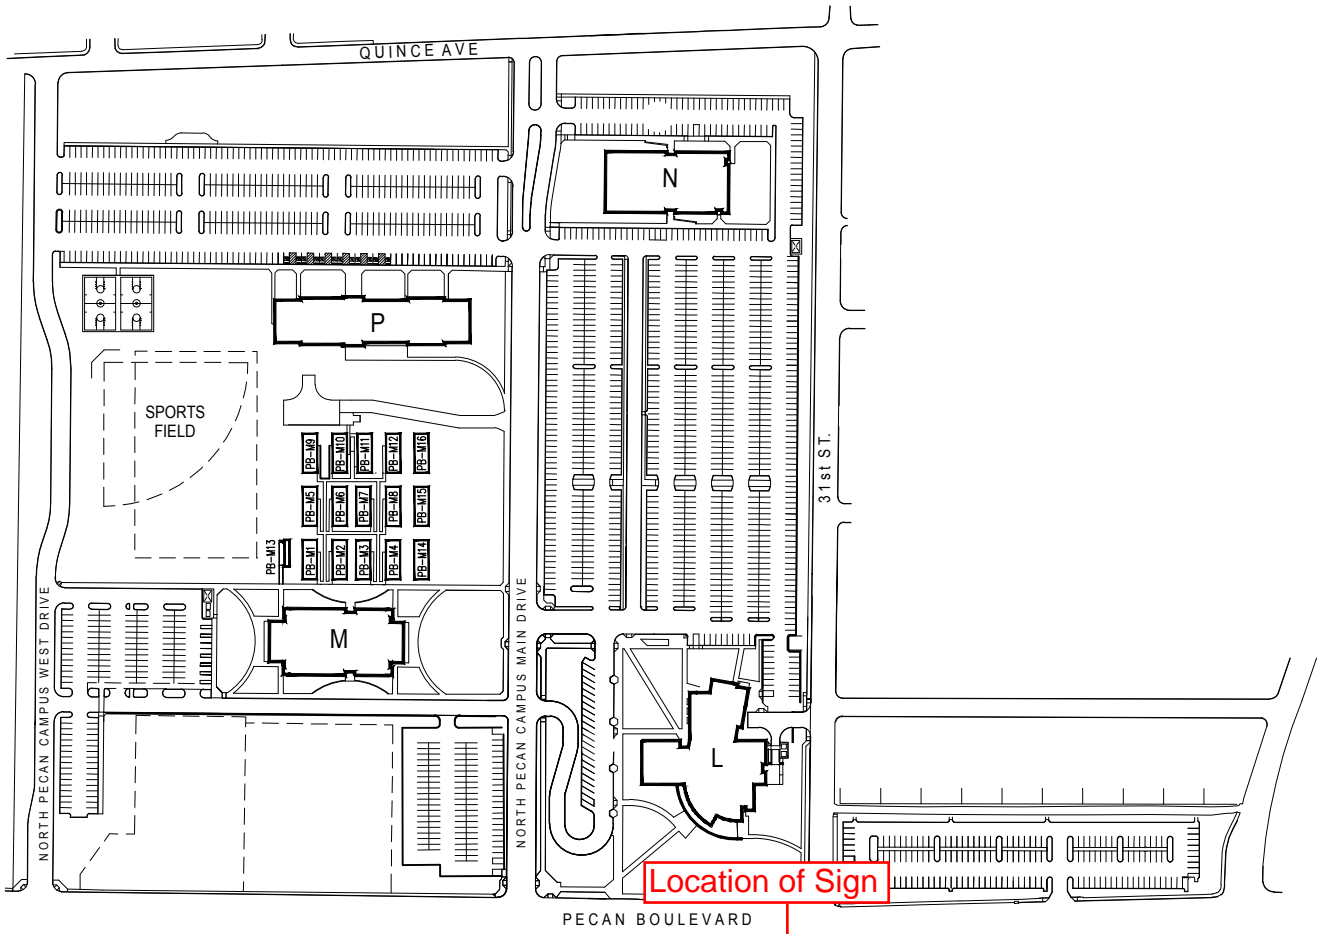 QUINCE AVE
N
P
SPORTS
FIELD
31st ST.
PB-M9
PB-M10
PB-M11
PB-M12
PB-M16
PB-M5
PB-M6
PB-M7
PB-M8
PB-M15
PB-M13
PB-M1
PB-M2
PB-M3
PB-M4
PB-M14
NORTH PECAN CAMPUS WEST DRIVE
NORTH PECAN CAMPUS MAIN DRIVE
M
L
Location of Sign
PECAN BOULEVARD